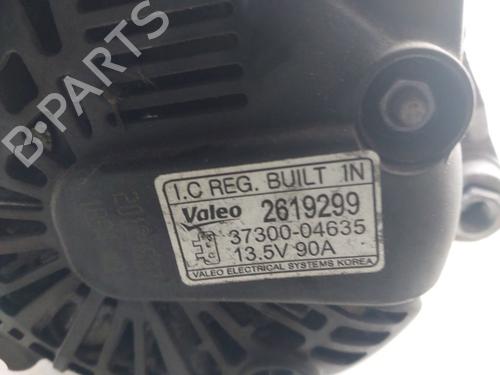 B-PARTS
I.C REG. BUILT IN
Valeo 2619299
37300-04635
13.5V 90A
VALEO ELECTRICAL SYSTEMS KOREA